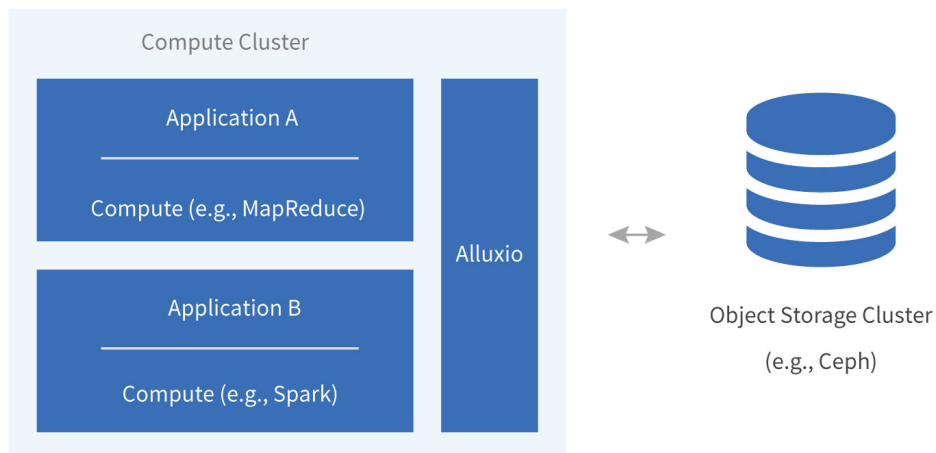 Compute Cluster
Application A
Compute (e.g., MapReduce)
Application B
Compute (e.g., Spark)
Alluxio
Object Storage Cluster
(e.g., Ceph)